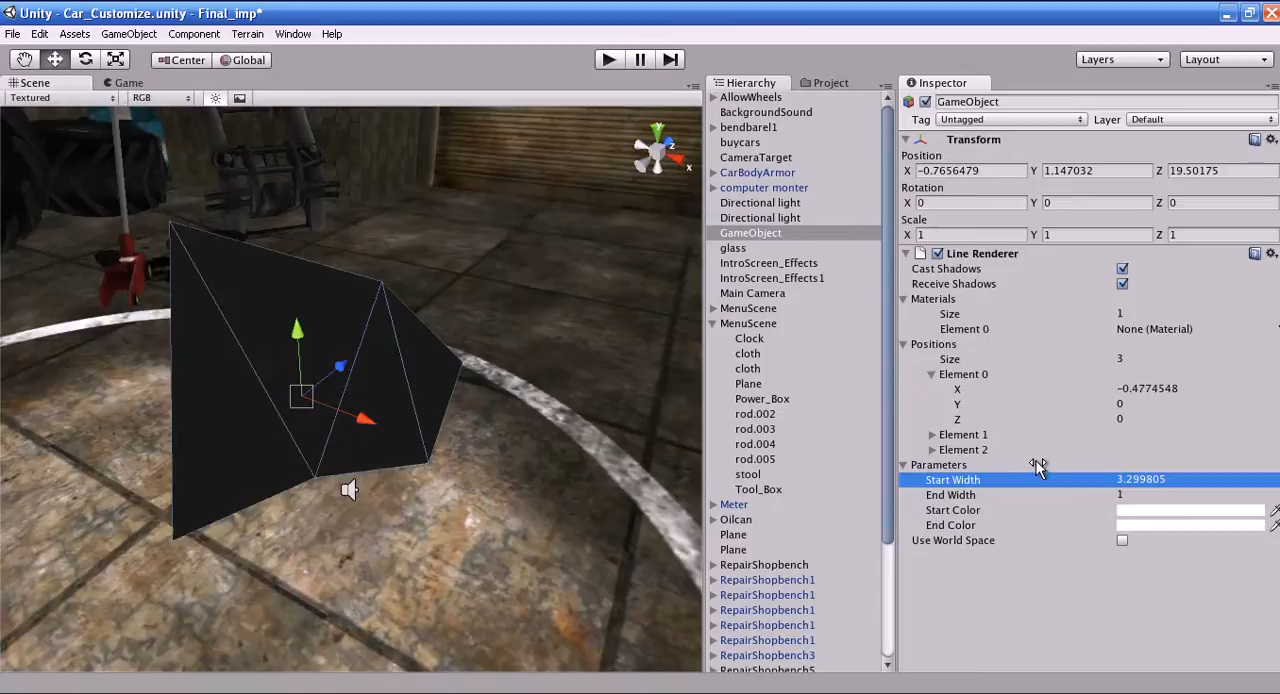 Unity - Car_Customize.unity - Final_imp*
File Edit Assets GameObject Component Terrain Window Help
Center Global Layers Layout
Scene Game
Textured RGB
z
x
Hierarchy Project
AllowWheels
BackgroundSound
bendbarel1
buycars
CameraTarget
CarBodyArmor
computer monter
Directional light
Directional light
GameObject
glass
IntroScreen_Effects
IntroScreen_Effects1
Main Camera
MenuScene
MenuScene
Clock
cloth
cloth
Plane
Power_Box
rod.002
rod.003
rod.004
rod.005
stool
Tool_Box
Meter
Oilcan
Plane
Plane
RepairShopbench
RepairShopbench1
RepairShopbench1
RepairShopbench1
RepairShopbench1
RepairShopbench1
RepairShopbench3
RepairShopbench5
Inspector
GameObject
Tag Untagged Layer Default
Transform
Position
X -0.7656479 Y 1.147032 Z 19.50175
Rotation
X 0 Y 0 Z 0
Scale
X 1 Y 1 Z 1
Line Renderer
Cast Shadows
Receive Shadows
Materials
Size 1
Element 0 None (Material)
Positions
Size 3
Element 0
X -0.4774548
Y 0
Z 0
Element 1
Element 2
Parameters
Start Width 3.299805
End Width 1
Start Color
End Color
Use World Space